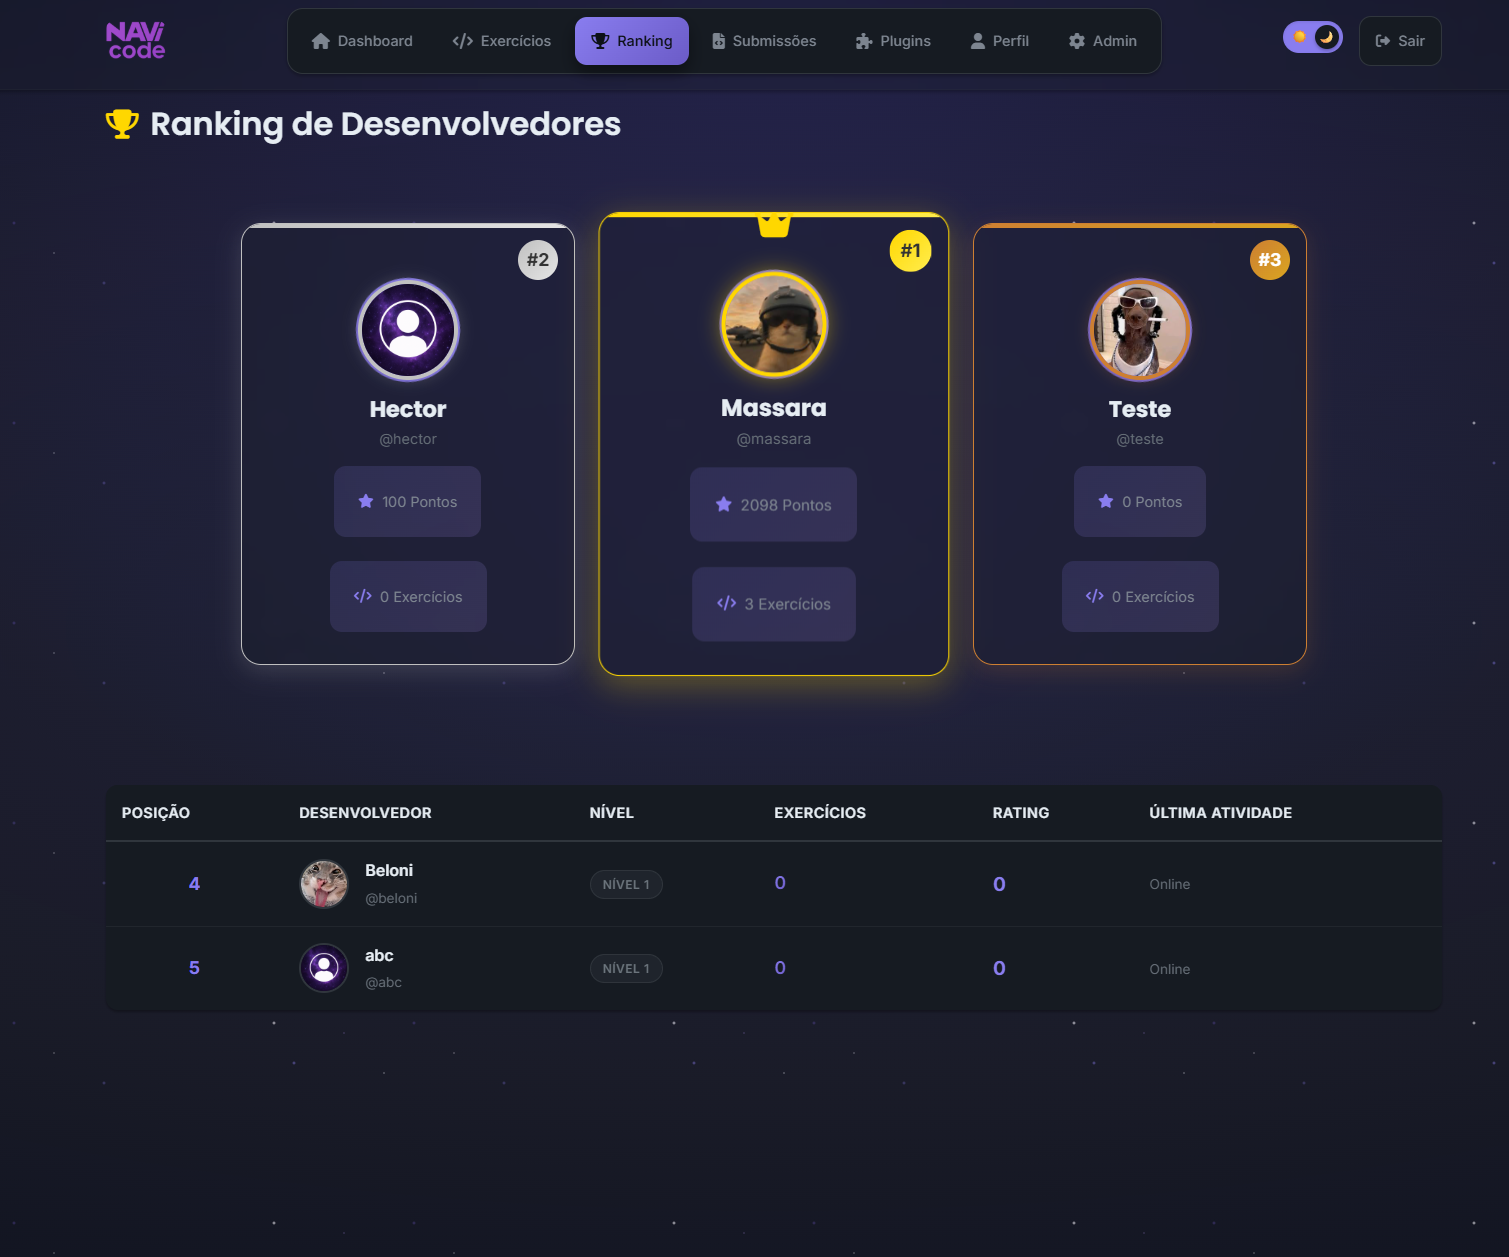 NAVi
code
Dashboard
Exercícios
Ranking
Submissões
Plugins
Perfil
Admin
Sair
Ranking de Desenvolvedores
#2
Hector
@hector
100 Pontos
0 Exercícios
#1
Massara
@massara
2098 Pontos
3 Exercícios
#3
Teste
@teste
0 Pontos
0 Exercícios
POSIÇÃO DESENVOLVEDOR NÍVEL EXERCÍCIOS RATING ÚLTIMA ATIVIDADE
4 Beloni NÍVEL 1 0 0 Online
@beloni
5 abc NÍVEL 1 0 0 Online
@abc